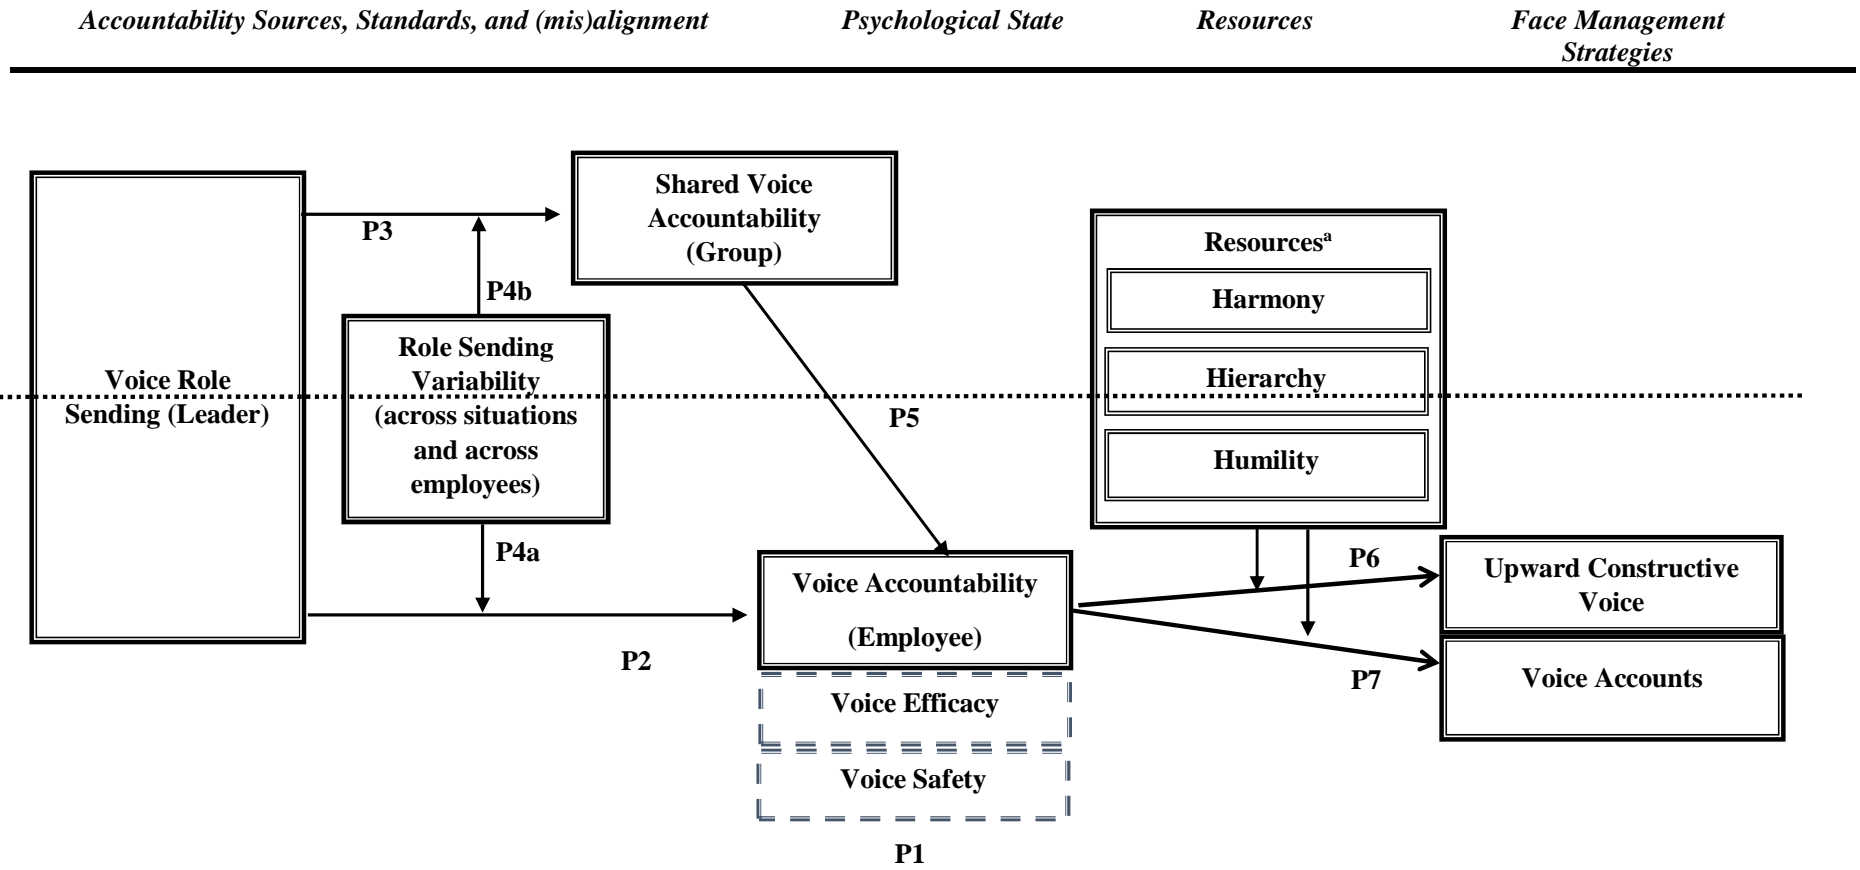 Accountability Sources, Standards, and (mis)alignment
Psychological State
Resources
Face Management
Strategies
Voice Role
Sending (Leader)
P3
P4b
Role Sending
Variability
(across situations
and across
employees)
P4a
P2
Shared Voice
Accountability
(Group)
P5
Voice Accountability
(Employee)
Voice Efficacy
Voice Safety
P1
Resourcesᵃ
Harmony
Hierarchy
Humility
P6
P7
Upward Constructive
Voice
Voice Accounts